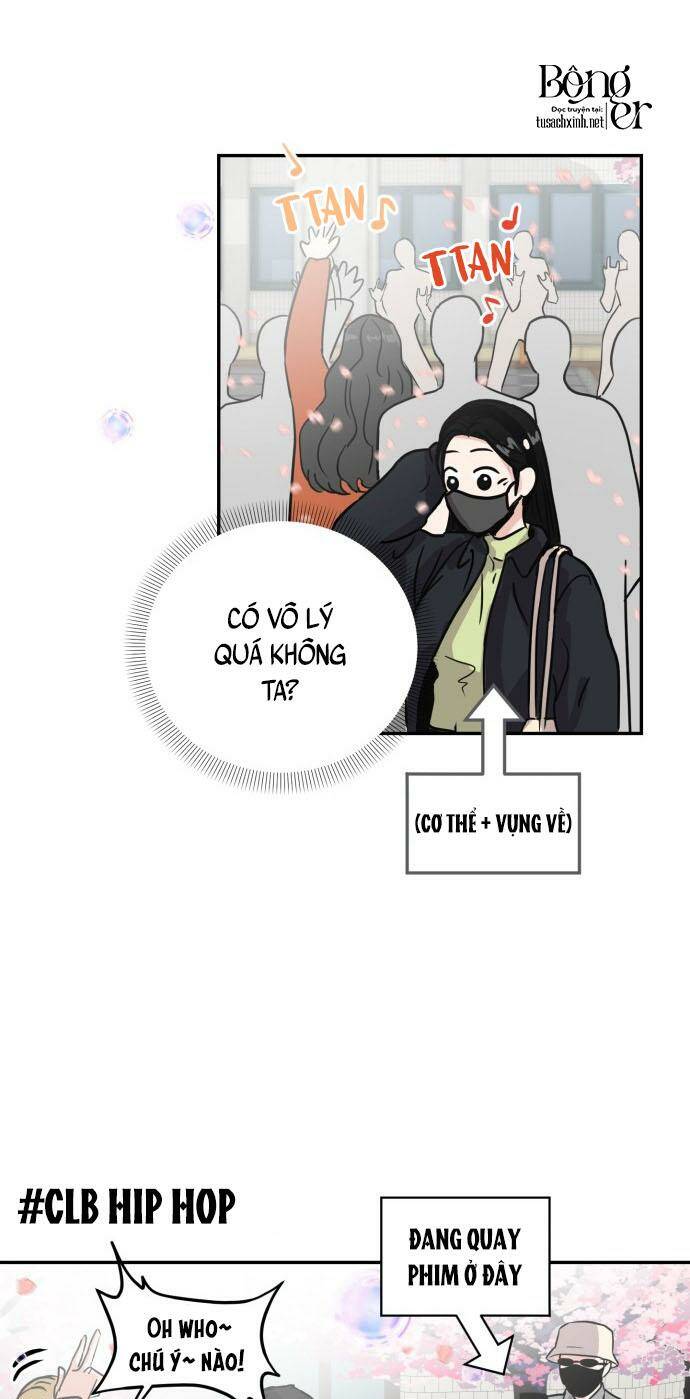 Bông
er
Đọc truyện tại:
tusachxinh.net
TTAN
TTAN
CÓ VÔ LÝ
QUÁ KHÔNG
TA?
(CƠ THỂ + VỤNG VỀ)
#CLB HIP HOP
ĐANG QUAY
PHIM Ở ĐÂY
OH WHO~
CHÚ Ý~ NÀO!